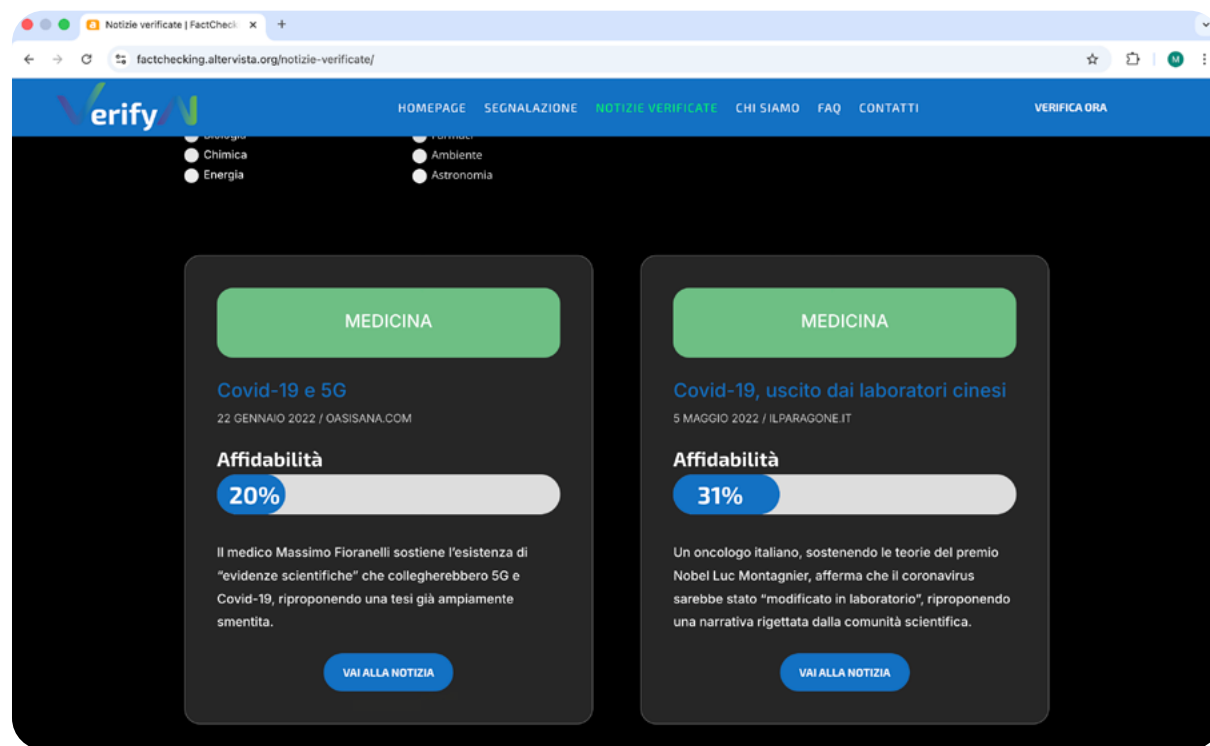 Notizie verificate | FactCheck
factchecking.altervista.org/notizie-verificate/
M
VerifyN
HOMEPAGE SEGNALAZIONE NOTIZIE VERIFICATE CHI SIAMO FAQ CONTATTI VERIFICA ORA
Biologia Farmaci
Chimica Ambiente
Energia Astronomia
MEDICINA
Covid-19 e 5G
22 GENNAIO 2022 / OASISANA.COM
Affidabilità
20%
Il medico Massimo Fioranelli sostiene l'esistenza di
“evidenze scientifiche” che collegherebbero 5G e
Covid-19, riproponendo una tesi già ampiamente
smentita.
VAI ALLA NOTIZIA
MEDICINA
Covid-19, uscito dai laboratori cinesi
5 MAGGIO 2022 / ILPARAGONE.IT
Affidabilità
31%
Un oncologo italiano, sostenendo le teorie del premio
Nobel Luc Montagnier, afferma che il coronavirus
sarebbe stato “modificato in laboratorio”, riproponendo
una narrativa rigettata dalla comunità scientifica.
VAI ALLA NOTIZIA